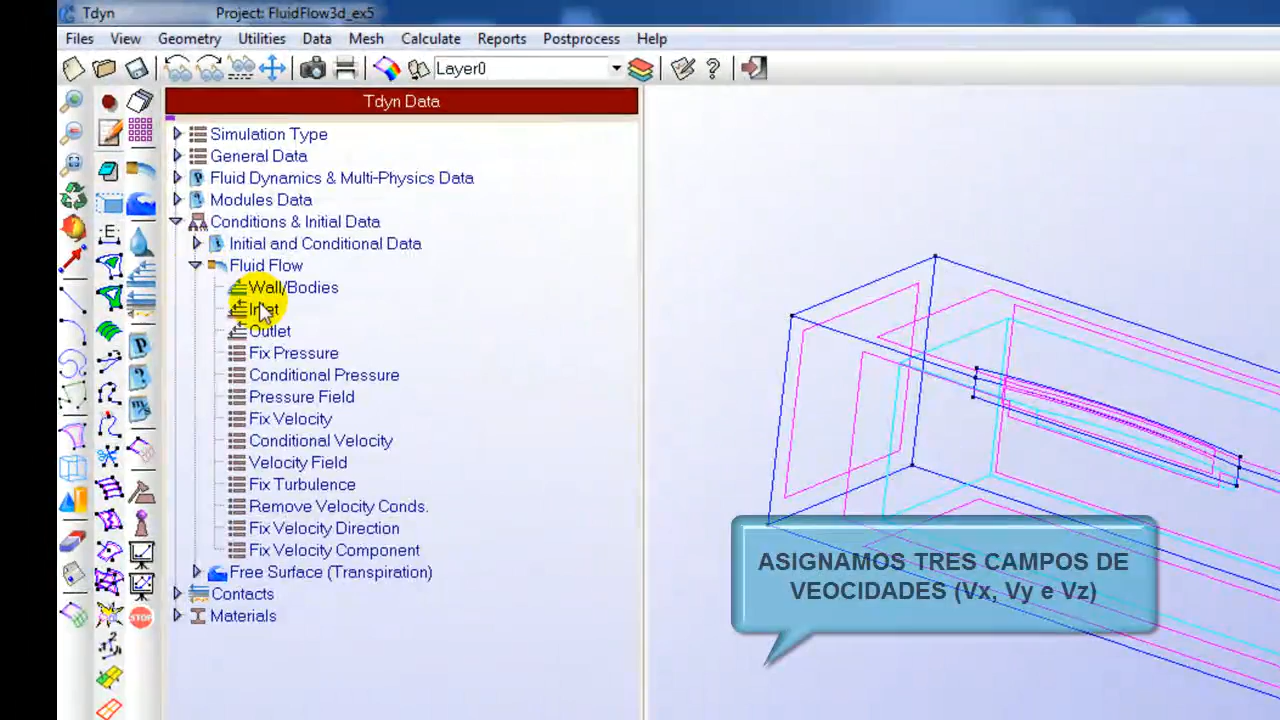 Tdyn Project: FluidFlow3d_ex5
Files View Geometry Utilities Data Mesh Calculate Reports Postprocess Help
Layer0
Tdyn Data
Simulation Type
General Data
Fluid Dynamics & Multi-Physics Data
Modules Data
Conditions & Initial Data
Initial and Conditional Data
Fluid Flow
Wall/Bodies
Inlet
Outlet
Fix Pressure
Conditional Pressure
Pressure Field
Fix Velocity
Conditional Velocity
Velocity Field
Fix Turbulence
Remove Velocity Conds.
Fix Velocity Direction
Fix Velocity Component
Free Surface (Transpiration)
Contacts
Materials
ASIGNAMOS TRES CAMPOS DE
VEOCIDADES (Vx, Vy e Vz)
STOP